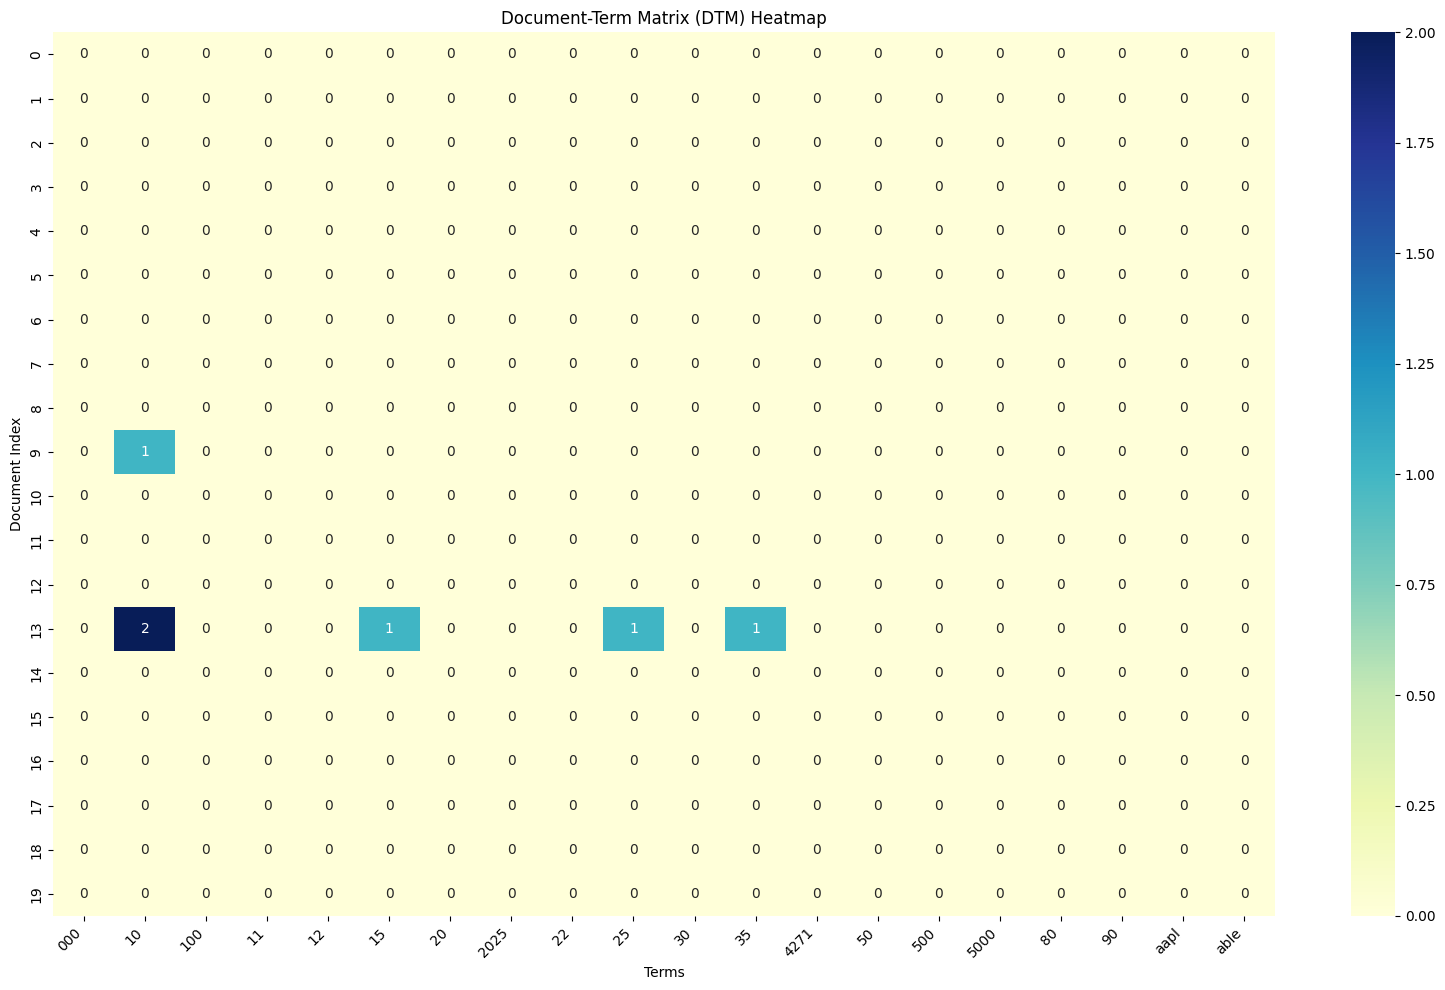 Document-Term Matrix (DTM) Heatmap
0 0 0 0 0 0 0 0 0 0 0 0 0 0 0 0 0 0 0 0 0
1 0 0 0 0 0 0 0 0 0 0 0 0 0 0 0 0 0 0 0 0
2 0 0 0 0 0 0 0 0 0 0 0 0 0 0 0 0 0 0 0 0
3 0 0 0 0 0 0 0 0 0 0 0 0 0 0 0 0 0 0 0 0
4 0 0 0 0 0 0 0 0 0 0 0 0 0 0 0 0 0 0 0 0
5 0 0 0 0 0 0 0 0 0 0 0 0 0 0 0 0 0 0 0 0
6 0 0 0 0 0 0 0 0 0 0 0 0 0 0 0 0 0 0 0 0
7 0 0 0 0 0 0 0 0 0 0 0 0 0 0 0 0 0 0 0 0
8 0 0 0 0 0 0 0 0 0 0 0 0 0 0 0 0 0 0 0 0
9 0 1 0 0 0 0 0 0 0 0 0 0 0 0 0 0 0 0 0 0
10 0 0 0 0 0 0 0 0 0 0 0 0 0 0 0 0 0 0 0 0
11 0 0 0 0 0 0 0 0 0 0 0 0 0 0 0 0 0 0 0 0
12 0 0 0 0 0 0 0 0 0 0 0 0 0 0 0 0 0 0 0 0
13 0 2 0 0 0 1 0 0 0 1 0 1 0 0 0 0 0 0 0 0
14 0 0 0 0 0 0 0 0 0 0 0 0 0 0 0 0 0 0 0 0
15 0 0 0 0 0 0 0 0 0 0 0 0 0 0 0 0 0 0 0 0
16 0 0 0 0 0 0 0 0 0 0 0 0 0 0 0 0 0 0 0 0
17 0 0 0 0 0 0 0 0 0 0 0 0 0 0 0 0 0 0 0 0
18 0 0 0 0 0 0 0 0 0 0 0 0 0 0 0 0 0 0 0 0
19 0 0 0 0 0 0 0 0 0 0 0 0 0 0 0 0 0 0 0 0
Document Index
000 10 100 11 12 15 20 2025 22 25 30 35 4271 50 500 5000 80 90 aapl able
Terms
2.00
1.75
1.50
1.25
1.00
0.75
0.50
0.25
0.00